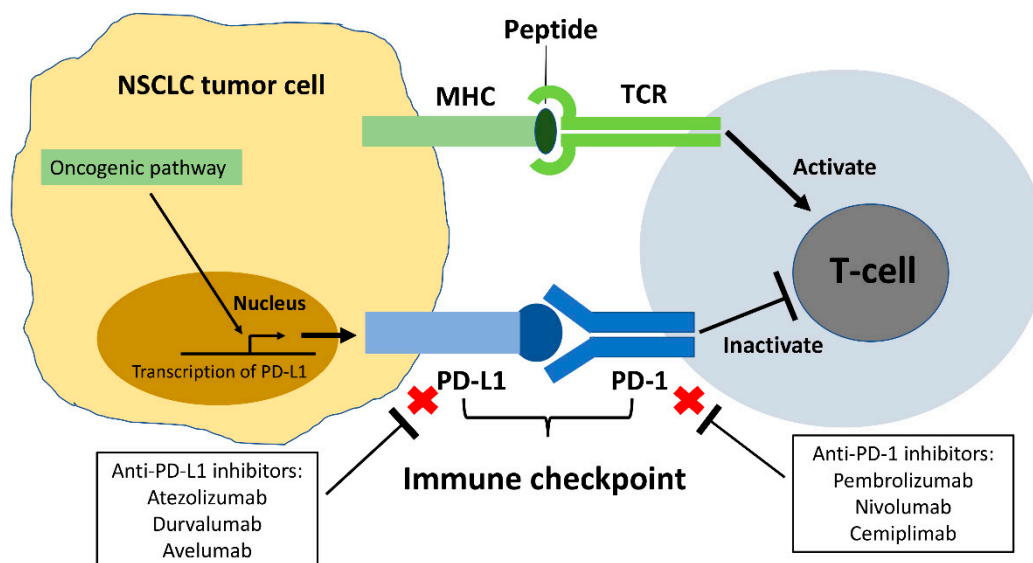 Peptide
NSCLC tumor cell
MHC
TCR
Oncogenic pathway
Activate
T-cell
Nucleus
Transcription of PD-L1
Inactivate
PD-L1
PD-1
Immune checkpoint
Anti-PD-L1 inhibitors:
Atezolizumab
Durvalumab
Avelumab
Anti-PD-1 inhibitors:
Pembrolizumab
Nivolumab
Cemiplimab